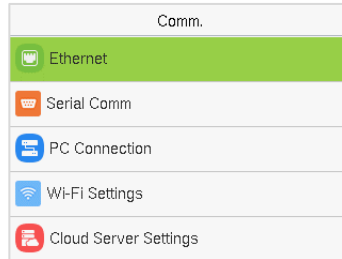 Comm.
Ethernet
Serial Comm
PC Connection
Wi-Fi Settings
Cloud Server Settings